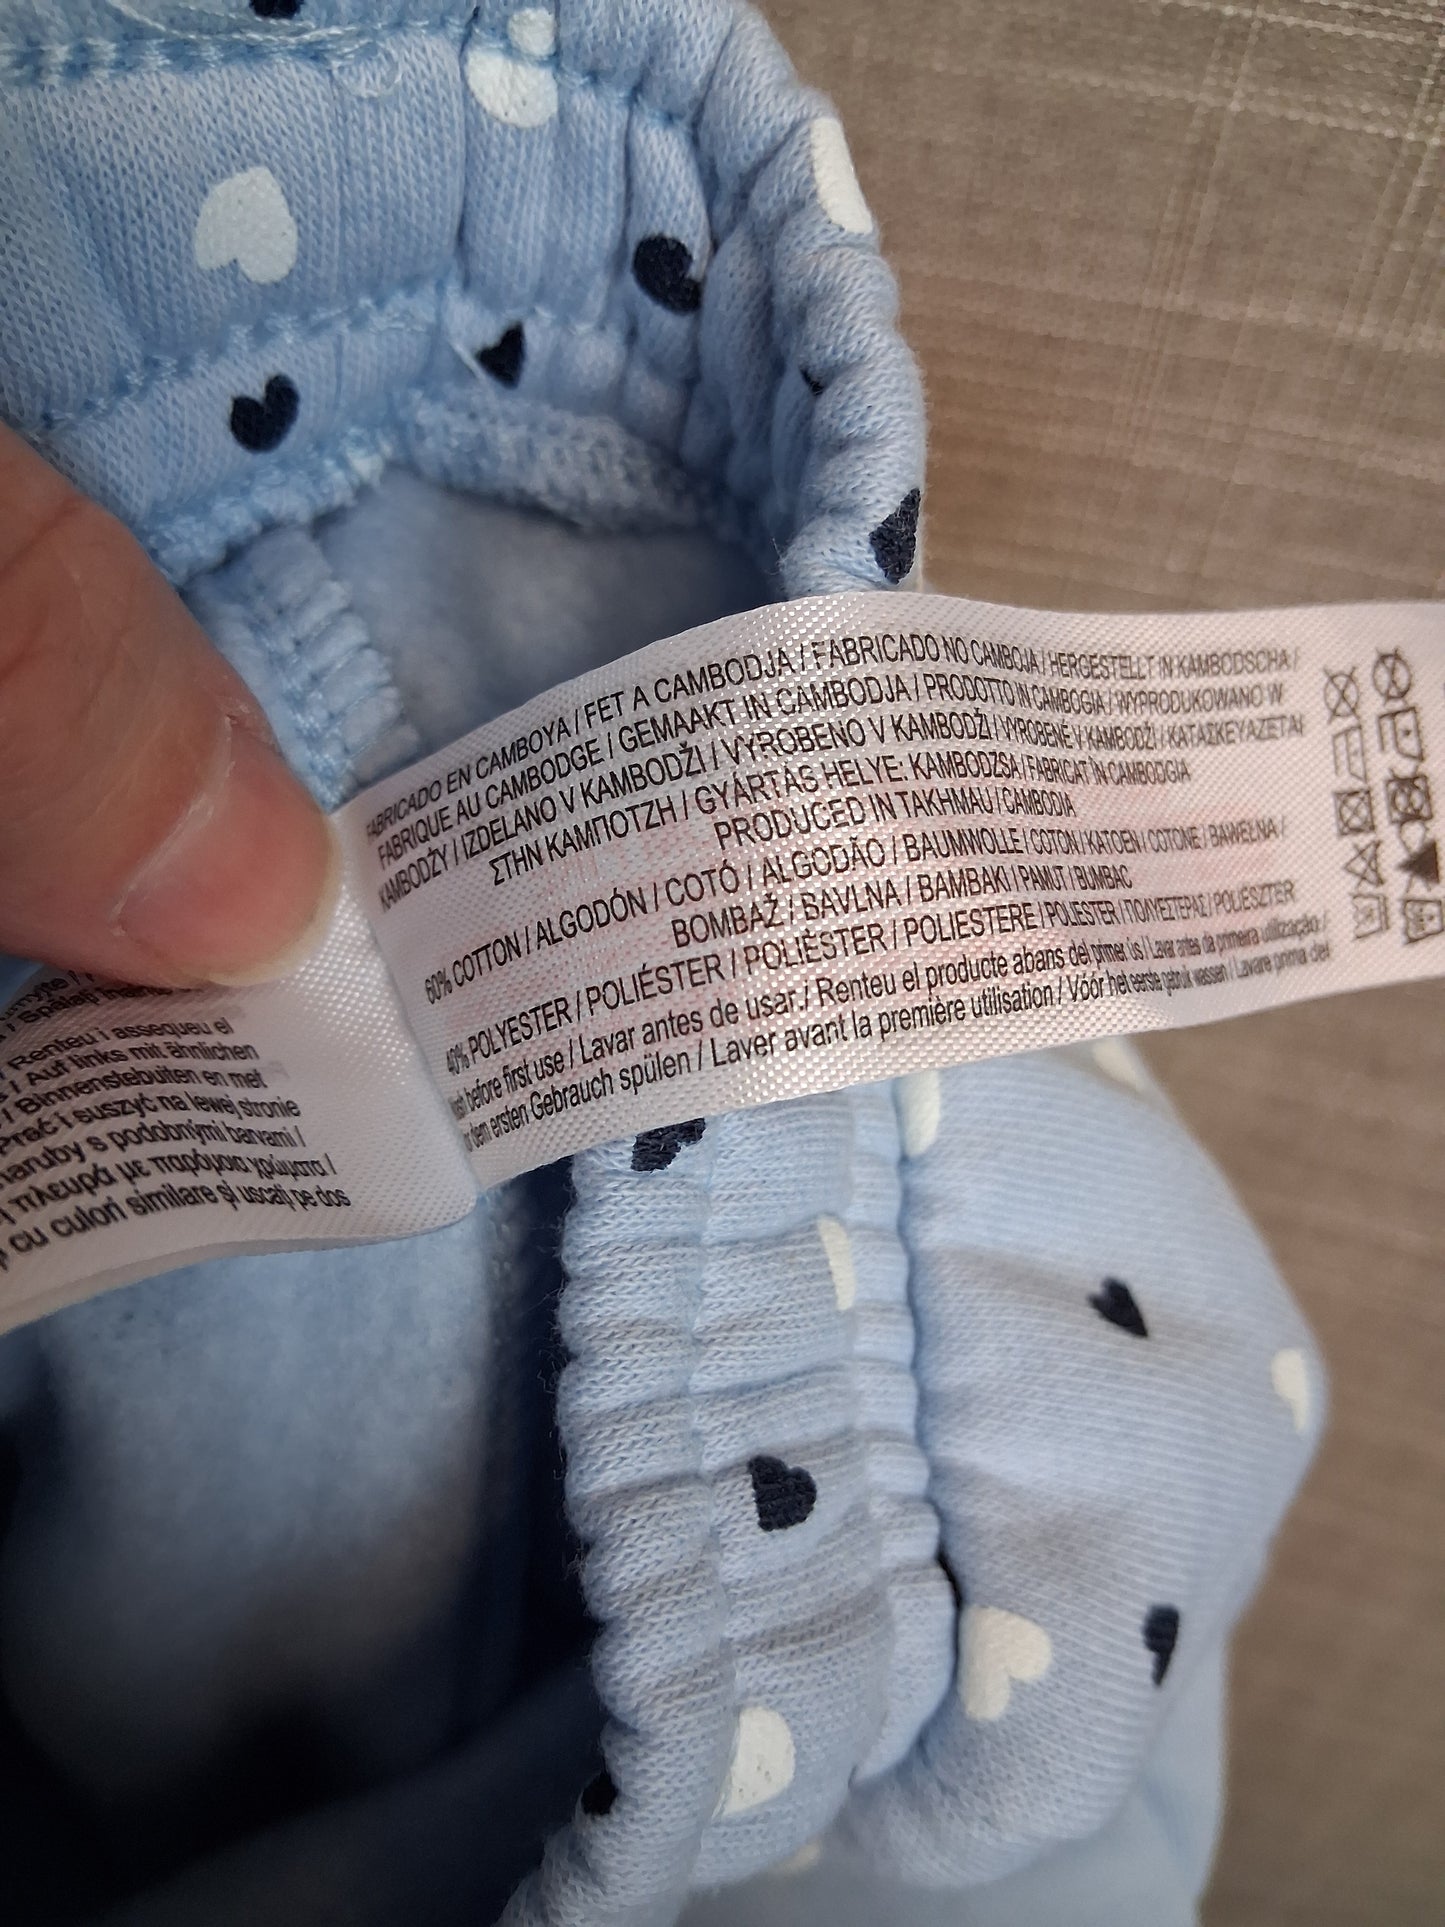 FABRICADO EN CAMBOYA / FET A CAMBODJA / FABRICADO NO CAMBOJA / HERGESTELLT IN KAMBODSCHA /
FABRIQUE AU CAMBODGE / GEMAAKT IN CAMBODJA / PRODOTTO IN CAMBOGIA / WYPRODUKOWANO W
KAMBODŻY / IZDELANO V KAMBODŽI / VYROBENO V KAMBODŽI / VYROBENÉ V KAMBODŽI / ΚΑΤΑΣΚΕΥΑΖΕΤΑΙ
ΣΤΗΝ ΚΑΜΠΟΤΖΗ / GYÁRTÁS HELYE: KAMBODZSA / FABRICAT ÎN CAMBODGIA
PRODUCED IN TAKHMAU / CAMBODIA
60% COTTON / ALGODÓN / COTÓ / ALGODÃO / BAUMWOLLE / COTON / KATOEN / COTONE / BAWEŁNA /
BOMBAŽ / BAVLNA / BAMBAKI / PAMUT / BUMBAC
40% POLYESTER / POLIÉSTER / POLIÈSTER / POLIESTERE / POLIESTER / ΠΟΛΥΕΣΤΕΡΑΣ / POLIÉSZTER
before first use / Lavar antes de usar./ Renteu el producte abans del primer ús / Lavar antes da primeira utilização /
dem ersten Gebrauch spülen / Laver avant la première utilisation / Vóór het eerste gebruik wassen / Lavare prima del
Renteu i assequeu el
/ Auf links mit ähnlichen
/ Binnenstebuiten en met
Prać i suszyć na lewej stronie
naruby s podobnými barvami /
πλευρά με παρόμοια χρώματα /
cu culori similare și uscați pe dos